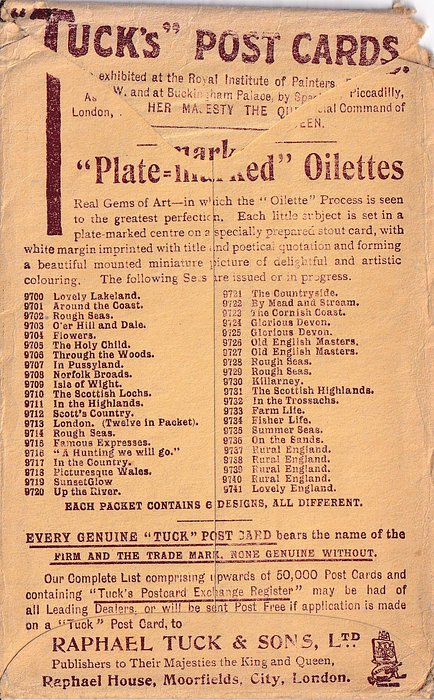 "TUCK'S" POST CARDS.
exhibited at the Royal Institute of Painters
W. and at Buckingham Palace, by Piccadilly,
London, HER MAJESTY THE Command of
"Plate-marked" Oilettes
Real Gems of Art—in which the "Oilette" Process is seen
to the greatest perfection. Each little subject is set in a
plate-marked centre on a specially prepared stout card, with
white margin imprinted with title and poetical quotation and forming
a beautiful mounted miniature picture of delightful and artistic
colouring. The following Sets are issued or in progress.
9700 Lovely Lakeland.
9701 Around the Coast.
9702 Rough Seas.
9703 O'er Hill and Dale.
9704 Flowers.
9705 The Holy Child.
9706 Through the Woods.
9707 In Pussyland.
9708 Norfolk Broads.
9709 Isle of Wight.
9710 The Scottish Lochs.
9711 In the Highlands.
9712 Scott's Country.
9713 London. (Twelve in Packet).
9714 Rough Seas.
9715 Famous Expresses.
9716 "A Hunting we will go."
9717 In the Country.
9718 Picturesque Wales.
9719 SunsetGlow
9720 Up the River.
9721 The Countryside.
9722 By Mead and Stream.
9723 The Cornish Coast.
9724 Glorious Devon.
9725 Glorious Devon.
9726 Old English Masters.
9727 Old English Masters.
9728 Rough Seas.
9729 Rough Seas.
9730 Killarney.
9731 The Scottish Highlands.
9732 In the Trossachs.
9733 Farm Life.
9734 Fisher Life.
9735 Summer Seas.
9736 On the Sands.
9737 Rural England.
9738 Rural England.
9739 Rural England.
9740 Rural England.
9741 Lovely England.
EACH PACKET CONTAINS 6 DESIGNS, ALL DIFFERENT.
EVERY GENUINE "TUCK" POST CARD bears the name of the
FIRM AND THE TRADE MARK, NONE GENUINE WITHOUT.
Our Complete List comprising upwards of 50,000 Post Cards and
containing "Tuck's Postcard Exchange Register" may be had of
all Leading Dealers, or will be sent Post Free if application is made
on a "Tuck" Post Card, to
RAPHAEL TUCK & SONS, LTD
Publishers to Their Majesties the King and Queen,
Raphael House, Moorfields, City, London.